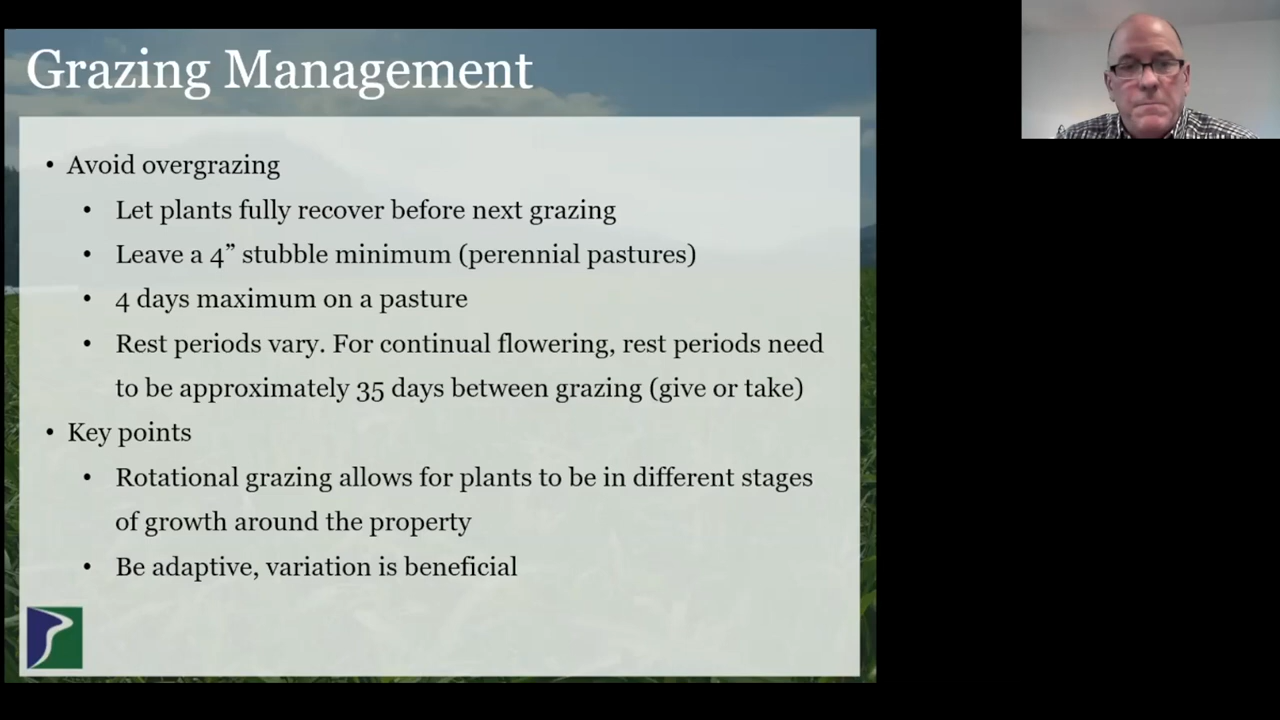 Grazing Management
• Avoid overgrazing
• Let plants fully recover before next grazing
• Leave a 4” stubble minimum (perennial pastures)
• 4 days maximum on a pasture
• Rest periods vary. For continual flowering, rest periods need
to be approximately 35 days between grazing (give or take)
• Key points
• Rotational grazing allows for plants to be in different stages
of growth around the property
• Be adaptive, variation is beneficial